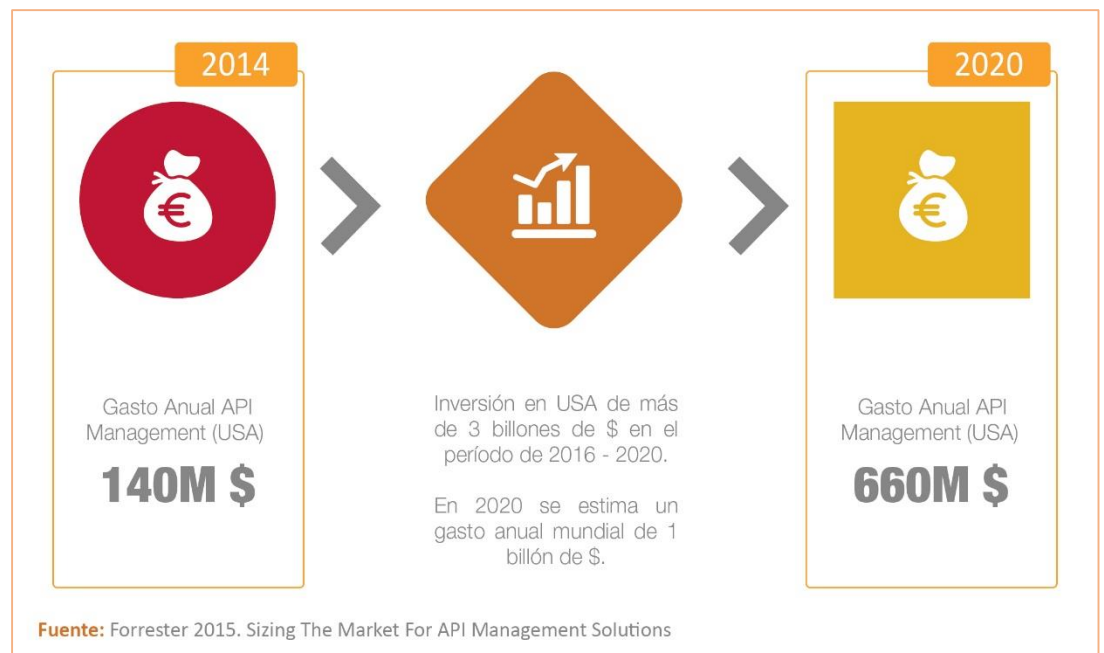 2014
€
Gasto Anual API
Management (USA)
140M $
Inversión en USA de más
de 3 billones de $ en el
período de 2016 - 2020.
En 2020 se estima un
gasto anual mundial de 1
billón de $.
2020
€
Gasto Anual API
Management (USA)
660M $
Fuente: Forrester 2015. Sizing The Market For API Management Solutions